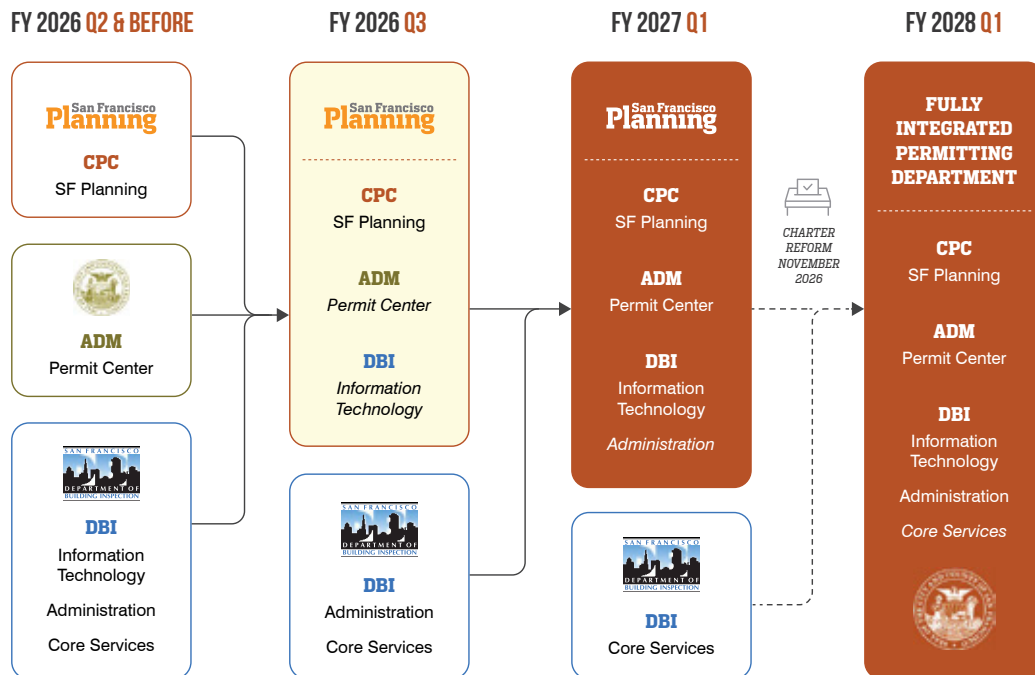 FY 2026 Q2 & BEFORE
San Francisco
Planning
CPC
SF Planning
ADM
Permit Center
SAN FRANCISCO
DEPARTMENT OF
BUILDING INSPECTION
DBI
Information
Technology
Administration
Core Services
FY 2026 Q3
San Francisco
Planning
CPC
SF Planning
ADM
Permit Center
DBI
Information
Technology
SAN FRANCISCO
DEPARTMENT OF
BUILDING INSPECTION
DBI
Administration
Core Services
FY 2027 Q1
San Francisco
Planning
CPC
SF Planning
ADM
Permit Center
DBI
Information
Technology
Administration
SAN FRANCISCO
DEPARTMENT OF
BUILDING INSPECTION
DBI
Core Services
CHARTER
REFORM
NOVEMBER
2026
FY 2028 Q1
FULLY
INTEGRATED
PERMITTING
DEPARTMENT
CPC
SF Planning
ADM
Permit Center
DBI
Information
Technology
Administration
Core Services